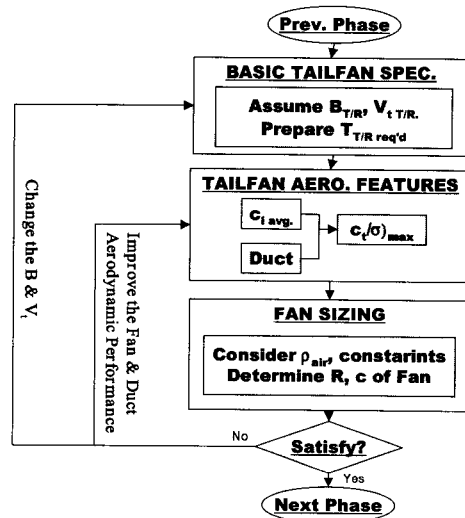 Prev. Phase
BASIC TAILFAN SPEC.
Assume B_T/R, V_t T/R.
Prepare T_T/R req'd
TAILFAN AERO. FEATURES
c_l avg.
c_t/σ)_max
Duct
FAN SIZING
Consider ρ_air, constarints
Determine R, c of Fan
Satisfy?
No
Yes
Next Phase
Change the B & V_t
Improve the Fan & Duct
Aerodynamic Performance